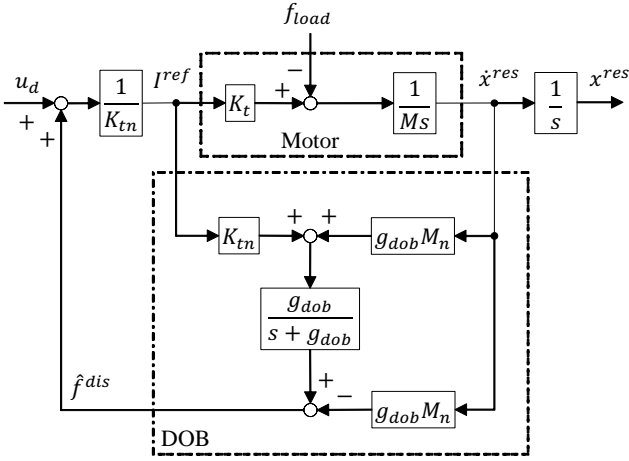 f_load
u_d
+
+
1
K_tn
I^ref
K_t
+
−
1
Ms
ẋ^res
1
s
x^res
Motor
K_tn
+
+
g_dob M_n
g_dob
s + g_dob
f̂^dis
+
−
g_dob M_n
DOB